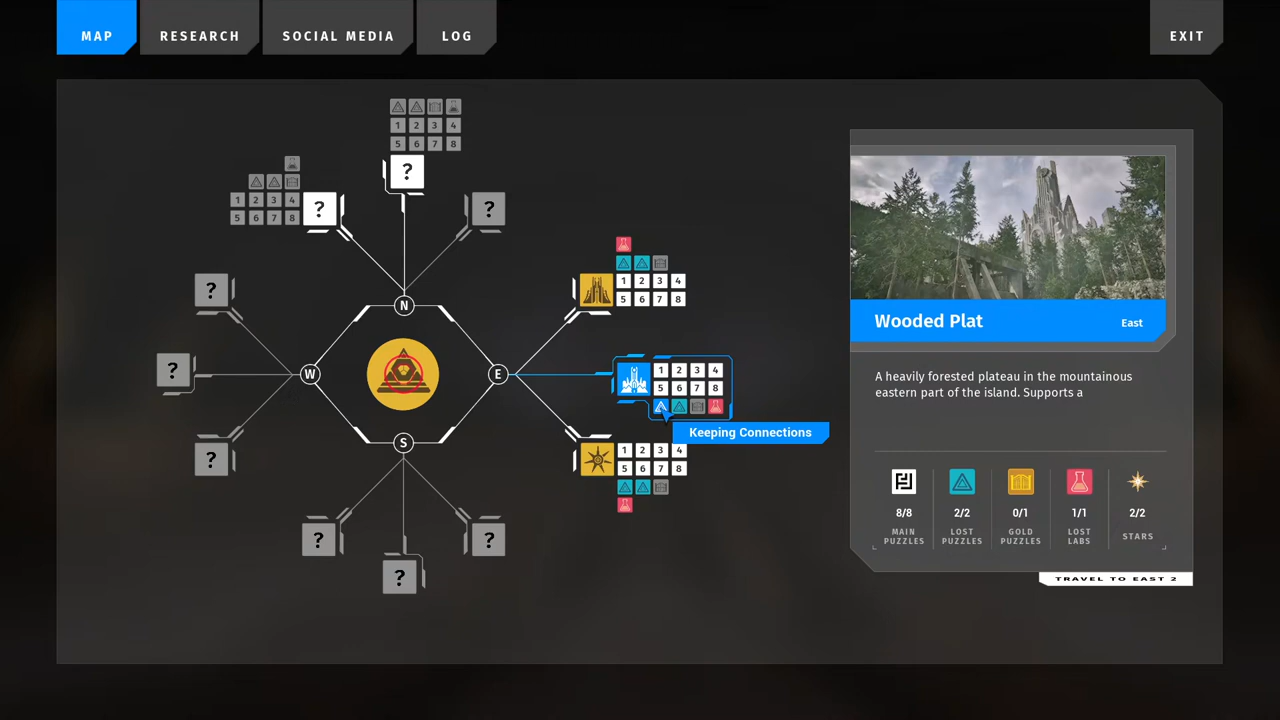 MAP
RESEARCH
SOCIAL MEDIA
LOG
EXIT
1 2 3 4
5 6 7 8
?
1 2 3 4
5 6 7 8
?
?
?
N
1 2 3 4
5 6 7 8
?
W
E
1 2 3 4
5 6 7 8
Keeping Connections
?
S
1 2 3 4
5 6 7 8
?
?
?
Wooded Plat
East
A heavily forested plateau in the mountainous
eastern part of the island. Supports a
8/8
2/2
0/1
1/1
2/2
MAIN PUZZLES
LOST PUZZLES
GOLD PUZZLES
LOST LABS
STARS
TRAVEL TO EAST 2